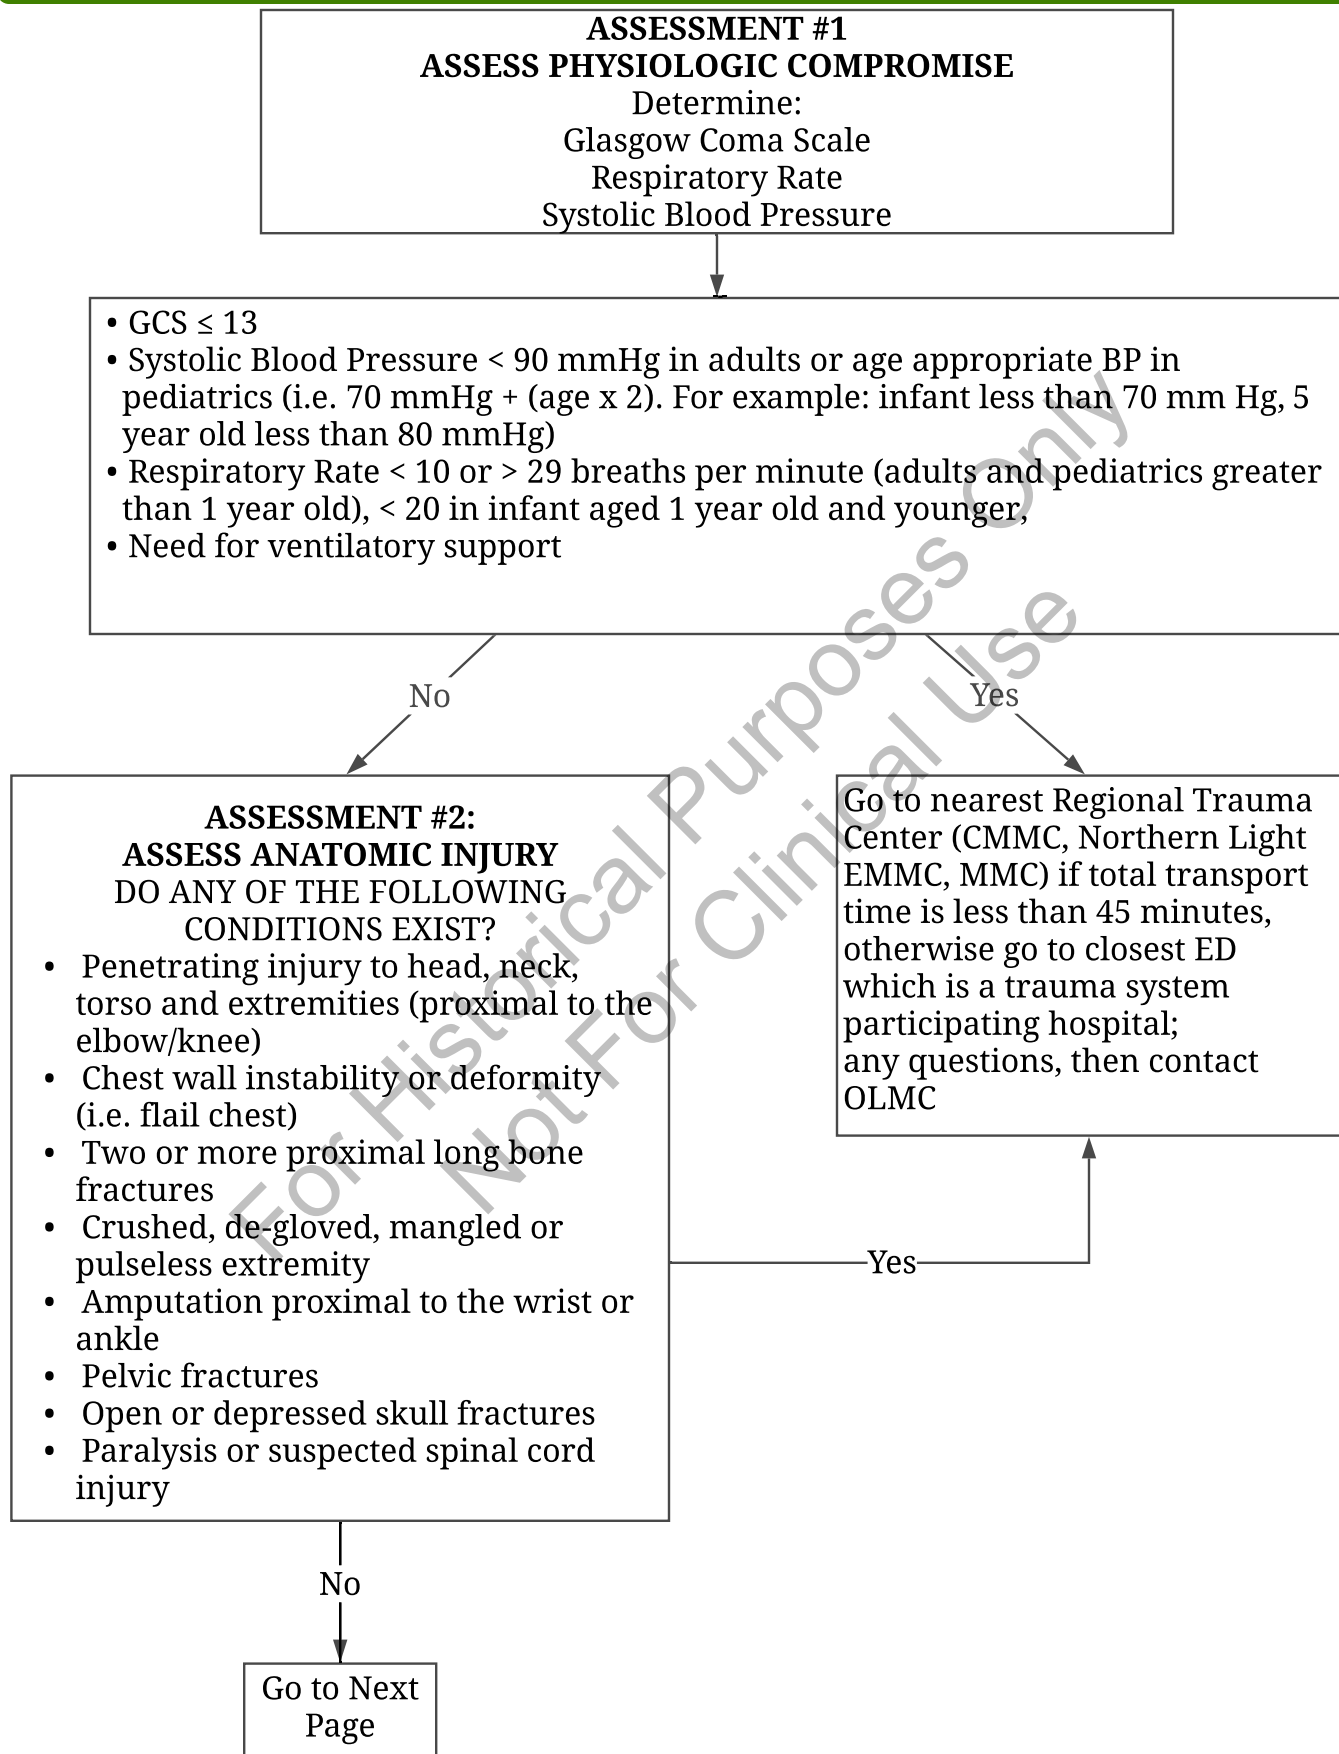 ASSESSMENT #1
ASSESS PHYSIOLOGIC COMPROMISE
Determine:
Glasgow Coma Scale
Respiratory Rate
Systolic Blood Pressure
• GCS ≤ 13
• Systolic Blood Pressure < 90 mmHg in adults or age appropriate BP in
pediatrics (i.e. 70 mmHg + (age x 2). For example: infant less than 70 mm Hg, 5
year old less than 80 mmHg)
• Respiratory Rate < 10 or > 29 breaths per minute (adults and pediatrics greater
than 1 year old), < 20 in infant aged 1 year old and younger,
• Need for ventilatory support
No
Yes
ASSESSMENT #2:
ASSESS ANATOMIC INJURY
DO ANY OF THE FOLLOWING
CONDITIONS EXIST?
• Penetrating injury to head, neck,
torso and extremities (proximal to the
elbow/knee)
• Chest wall instability or deformity
(i.e. flail chest)
• Two or more proximal long bone
fractures
• Crushed, de-gloved, mangled or
pulseless extremity
• Amputation proximal to the wrist or
ankle
• Pelvic fractures
• Open or depressed skull fractures
• Paralysis or suspected spinal cord
injury
Go to nearest Regional Trauma
Center (CMMC, Northern Light
EMMC, MMC) if total transport
time is less than 45 minutes,
otherwise go to closest ED
which is a trauma system
participating hospital;
any questions, then contact
OLMC
Yes
No
Go to Next
Page
For Historical Purposes Only
Not For Clinical Use